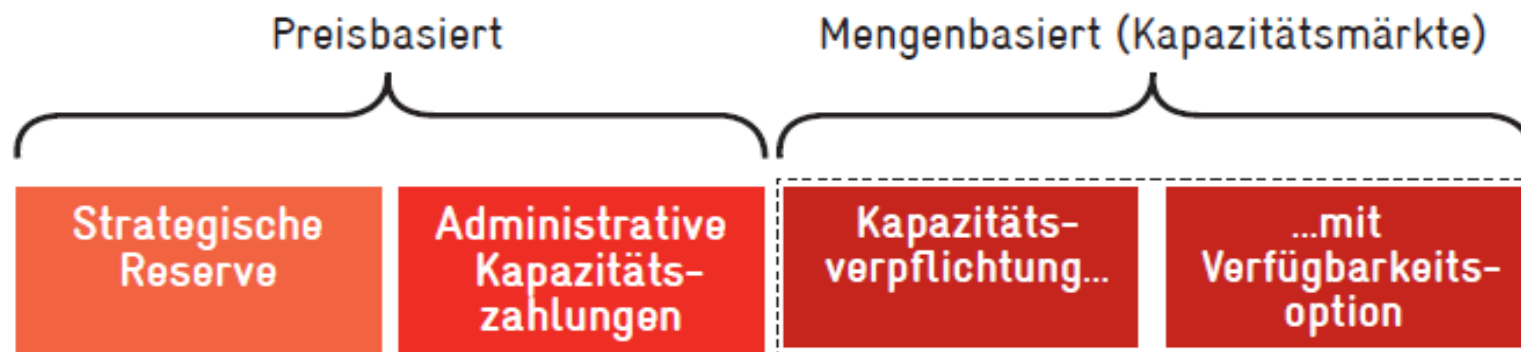 Preisbasiert
Mengenbasiert (Kapazitätsmärkte)
Strategische
Reserve
Administrative
Kapazitäts-
zahlungen
Kapazitäts-
verpflichtung...
...mit
Verfügbarkeits-
option